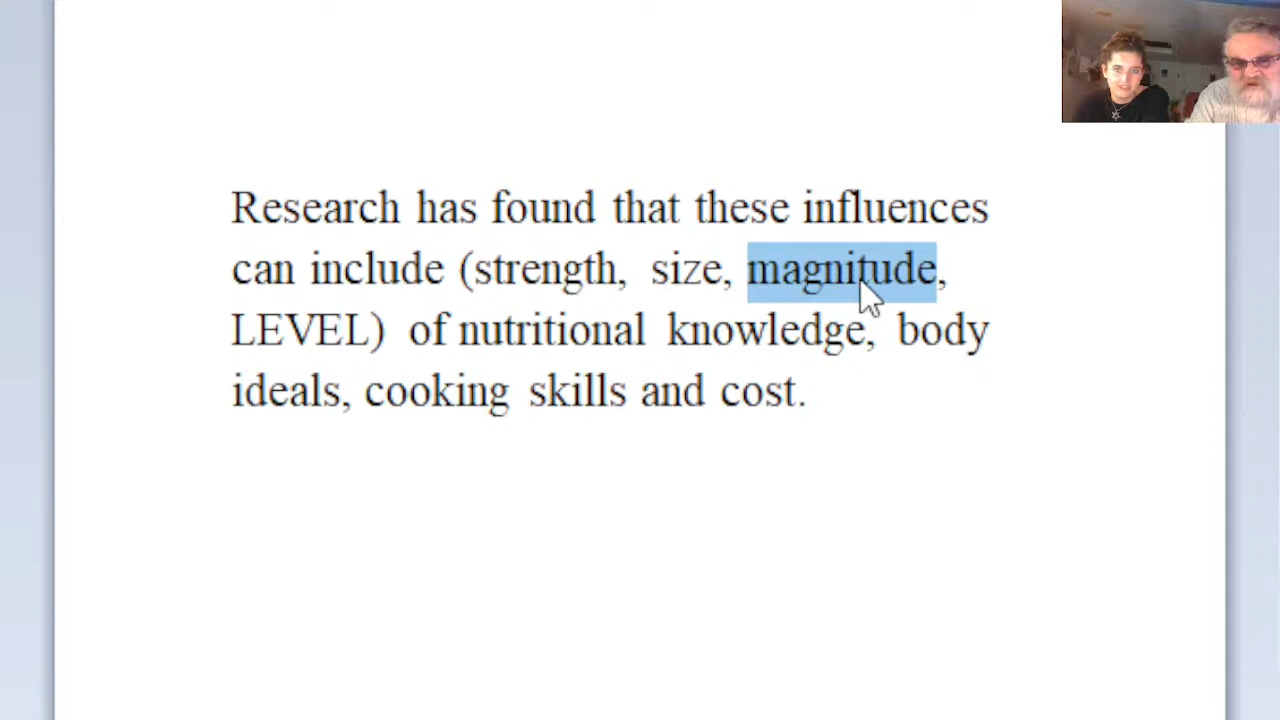 Research has found that these influences
can include (strength, size, magnitude,
LEVEL) of nutritional knowledge, body
ideals, cooking skills and cost.